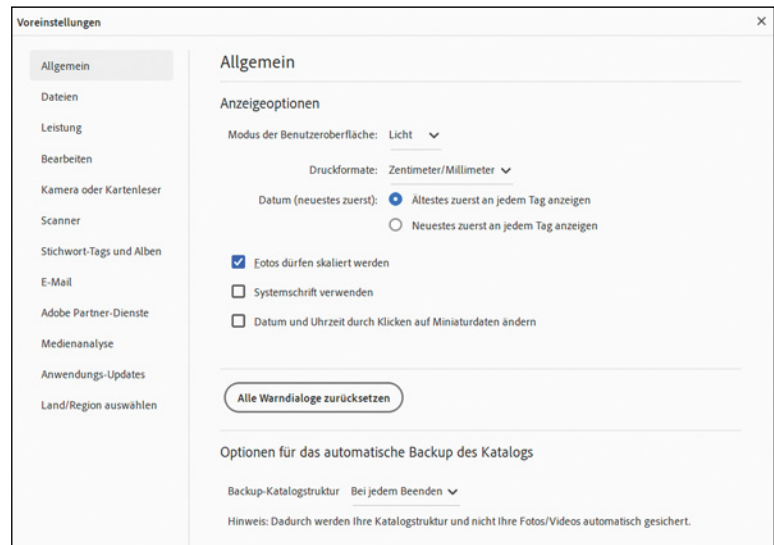 Voreinstellungen
Allgemein
Dateien
Leistung
Bearbeiten
Kamera oder Kartenleser
Scanner
Stichwort-Tags und Alben
E-Mail
Adobe Partner-Dienste
Medienanalyse
Anwendungs-Updates
Land/Region auswählen
Allgemein
Anzeigeoptionen
Modus der Benutzeroberfläche: Licht
Druckformate: Zentimeter/Millimeter
Datum (neuestes zuerst): Ältestes zuerst an jedem Tag anzeigen
Neuestes zuerst an jedem Tag anzeigen
Fotos dürfen skaliert werden
Systemschrift verwenden
Datum und Uhrzeit durch Klicken auf Miniaturdaten ändern
Alle Warndialoge zurücksetzen
Optionen für das automatische Backup des Katalogs
Backup-Katalogstruktur Bei jedem Beenden
Hinweis: Dadurch werden Ihre Katalogstruktur und nicht Ihre Fotos/Videos automatisch gesichert.